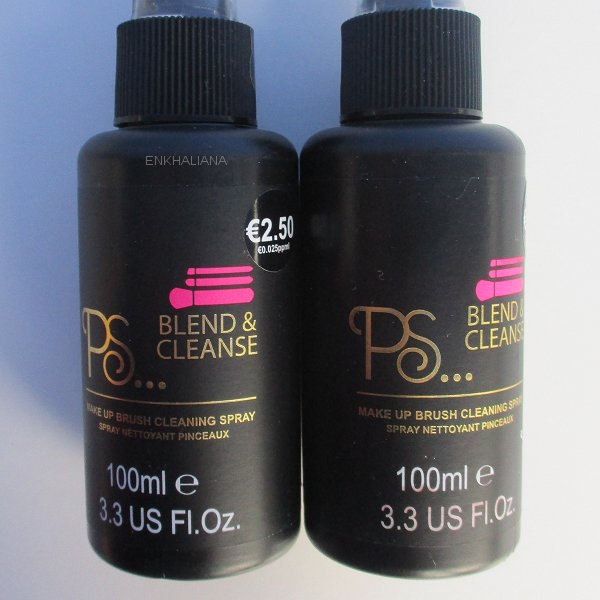 ENKHALIANA
€2.50
€0.025ppml
PS...
BLEND &
CLEANSE
MAKE UP BRUSH CLEANING SPRAY
SPRAY NETTOYANT PINCEAUX
100ml e
3.3 US Fl.Oz.
PS...
BLEND &
CLEANSE
MAKE UP BRUSH CLEANING SPRAY
SPRAY NETTOYANT PINCEAUX
100ml e
3.3 US Fl.Oz.